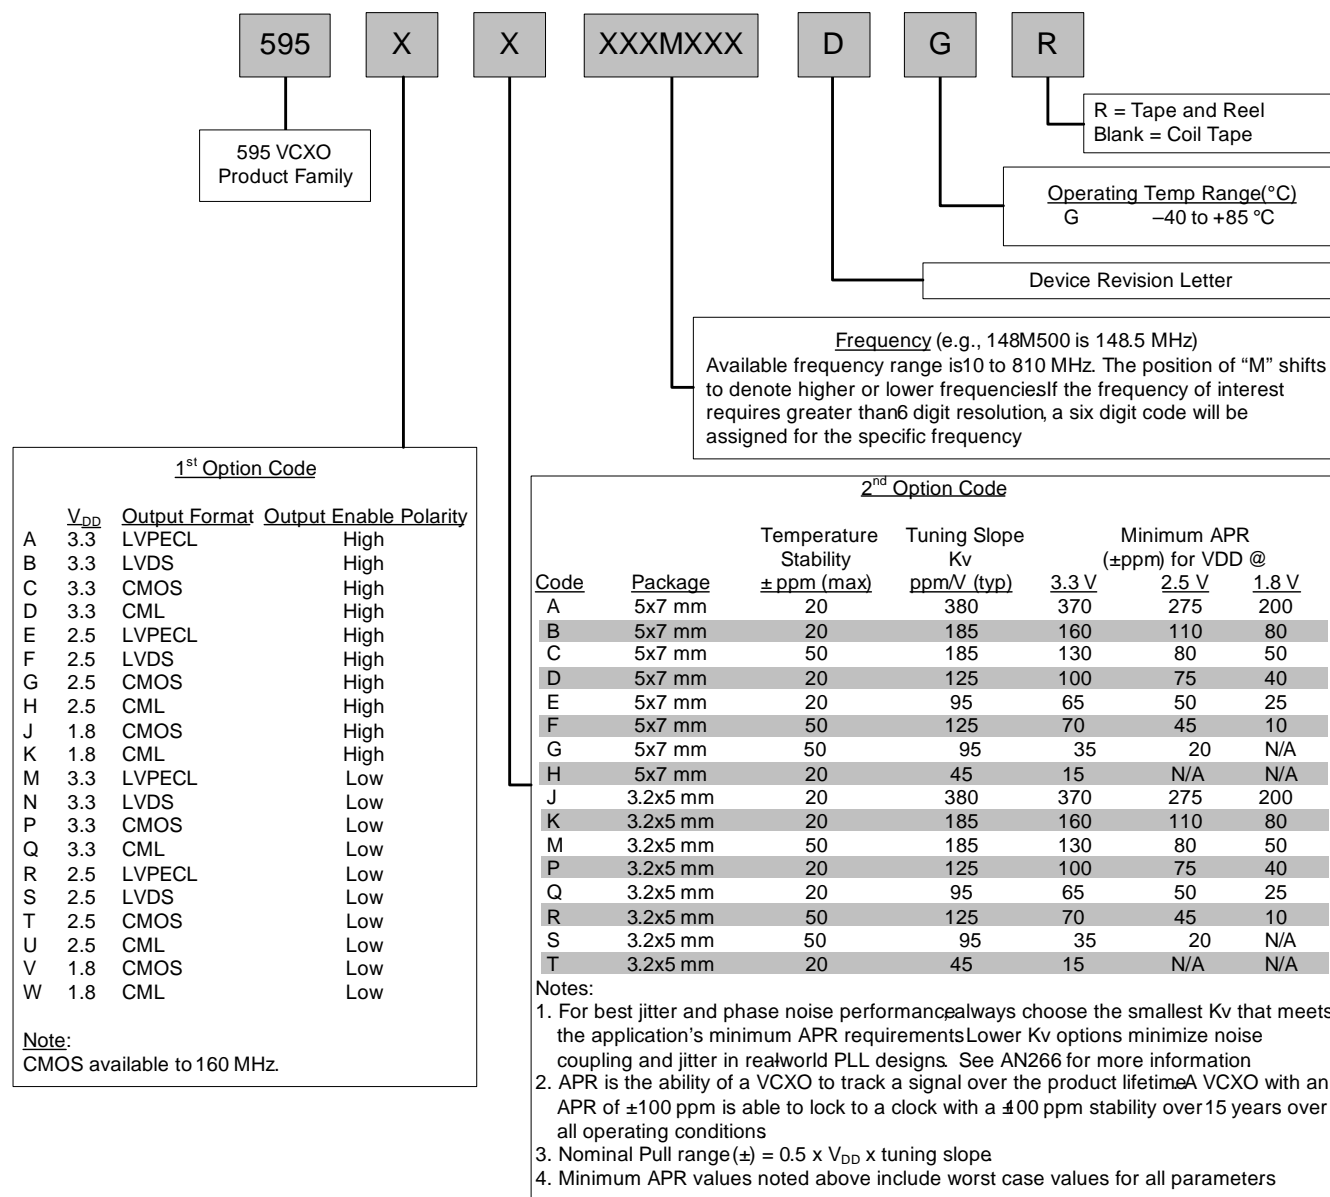 595 X X XXXMXXX D G R
R = Tape and Reel
Blank = Coil Tape
595 VCXO
Product Family
Operating Temp Range(°C)
G –40 to +85 °C
Device Revision Letter
Frequency (e.g., 148M500 is 148.5 MHz)
Available frequency range is10 to 810 MHz. The position of “M” shifts
to denote higher or lower frequencies.If the frequency of interest
requires greater than6 digit resolution, a six digit code will be
assigned for the specific frequency
1st Option Code
VDD Output Format Output Enable Polarity
A 3.3 LVPECL High
B 3.3 LVDS High
C 3.3 CMOS High
D 3.3 CML High
E 2.5 LVPECL High
F 2.5 LVDS High
G 2.5 CMOS High
H 2.5 CML High
J 1.8 CMOS High
K 1.8 CML High
M 3.3 LVPECL Low
N 3.3 LVDS Low
P 3.3 CMOS Low
Q 3.3 CML Low
R 2.5 LVPECL Low
S 2.5 LVDS Low
T 2.5 CMOS Low
U 2.5 CML Low
V 1.8 CMOS Low
W 1.8 CML Low
Note:
CMOS available to 160 MHz.
2nd Option Code
Temperature Tuning Slope Minimum APR
Stability Kv (±ppm) for VDD @
Code Package ± ppm (max) ppm/V (typ) 3.3 V 2.5 V 1.8 V
A 5x7 mm 20 380 370 275 200
B 5x7 mm 20 185 160 110 80
C 5x7 mm 50 185 130 80 50
D 5x7 mm 20 125 100 75 40
E 5x7 mm 20 95 65 50 25
F 5x7 mm 50 125 70 45 10
G 5x7 mm 50 95 35 20 N/A
H 5x7 mm 20 45 15 N/A N/A
J 3.2x5 mm 20 380 370 275 200
K 3.2x5 mm 20 185 160 110 80
M 3.2x5 mm 50 185 130 80 50
P 3.2x5 mm 20 125 100 75 40
Q 3.2x5 mm 20 95 65 50 25
R 3.2x5 mm 50 125 70 45 10
S 3.2x5 mm 50 95 35 20 N/A
T 3.2x5 mm 20 45 15 N/A N/A
Notes:
1. For best jitter and phase noise performance, always choose the smallest Kv that meets
the application’s minimum APR requirements. Lower Kv options minimize noise
coupling and jitter in real-world PLL designs. See AN266 for more information
2. APR is the ability of a VCXO to track a signal over the product lifetime. A VCXO with an
APR of ±100 ppm is able to lock to a clock with a ±100 ppm stability over 15 years over
all operating conditions
3. Nominal Pull range (±) = 0.5 x VDD x tuning slope.
4. Minimum APR values noted above include worst case values for all parameters